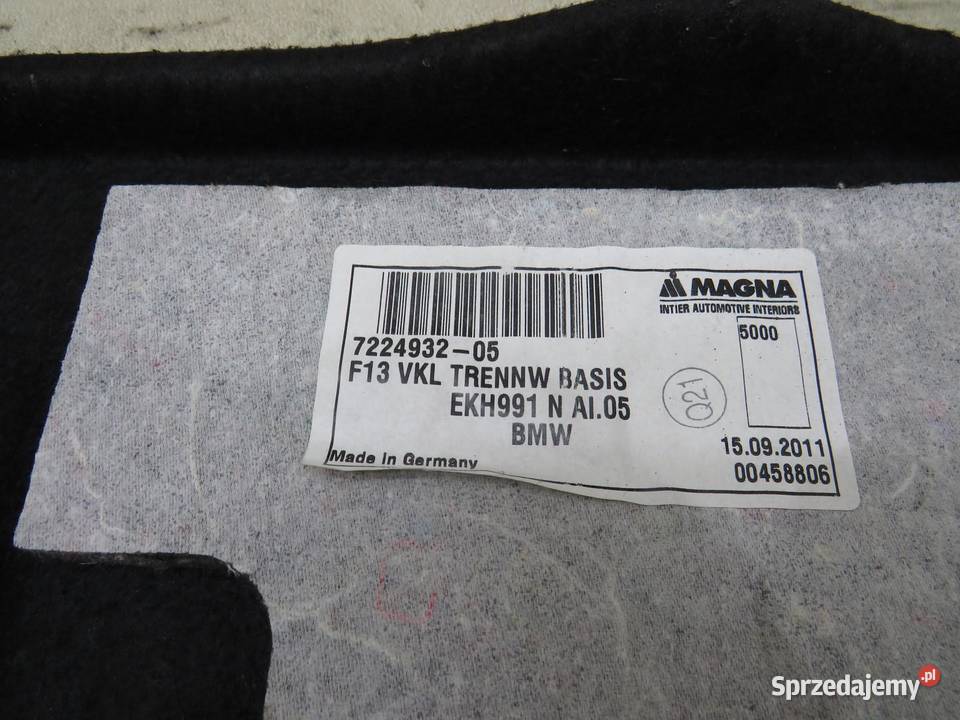 MAGNA
INTIER AUTOMOTIVE INTERIORS
5000
7224932-05
F13 VKL TRENNW BASIS
EKH991 N AI.05
BMW
Q21
15.09.2011
00458806
Made in Germany
Sprzedajemy.pl